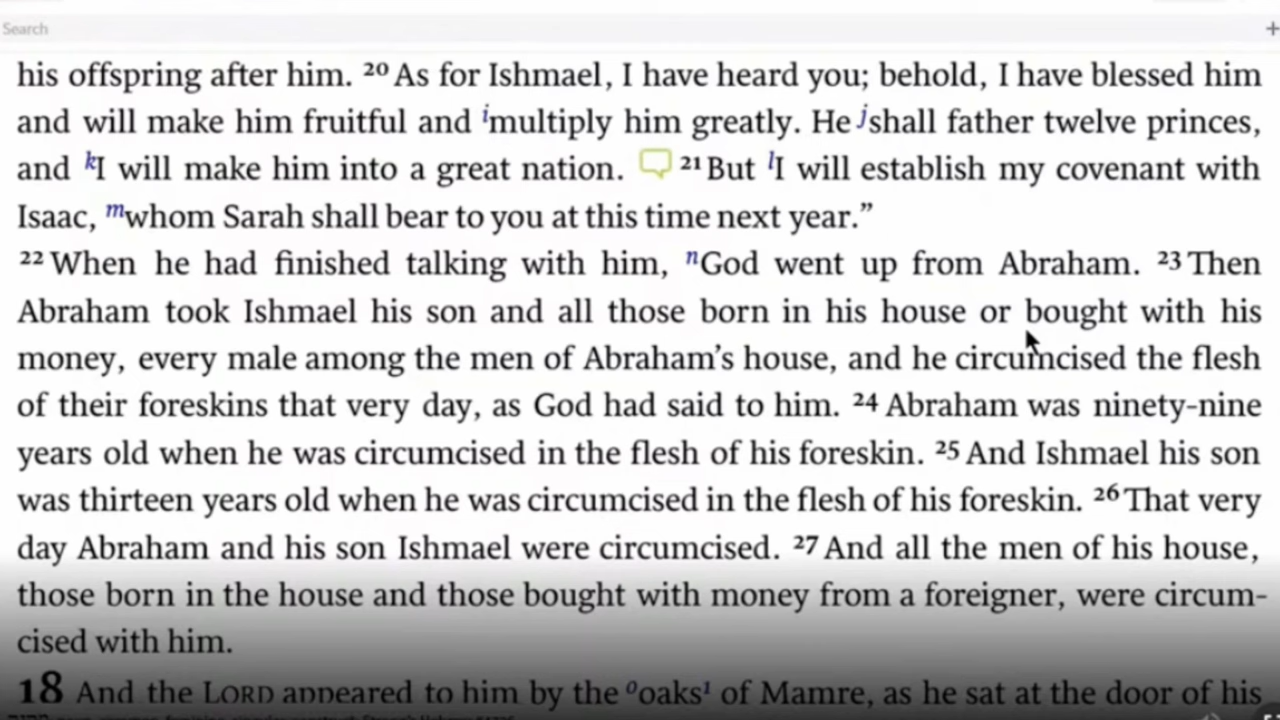 Search
+
his offspring after him. 20 As for Ishmael, I have heard you; behold, I have blessed him
and will make him fruitful and i multiply him greatly. He j shall father twelve princes,
and k I will make him into a great nation. 21 But l I will establish my covenant with
Isaac, m whom Sarah shall bear to you at this time next year.”
22 When he had finished talking with him, n God went up from Abraham. 23 Then
Abraham took Ishmael his son and all those born in his house or bought with his
money, every male among the men of Abraham’s house, and he circumcised the flesh
of their foreskins that very day, as God had said to him. 24 Abraham was ninety-nine
years old when he was circumcised in the flesh of his foreskin. 25 And Ishmael his son
was thirteen years old when he was circumcised in the flesh of his foreskin. 26 That very
day Abraham and his son Ishmael were circumcised. 27 And all the men of his house,
those born in the house and those bought with money from a foreigner, were circum-
cised with him.
18 And the LORD appeared to him by the o oaks 1 of Mamre, as he sat at the door of his